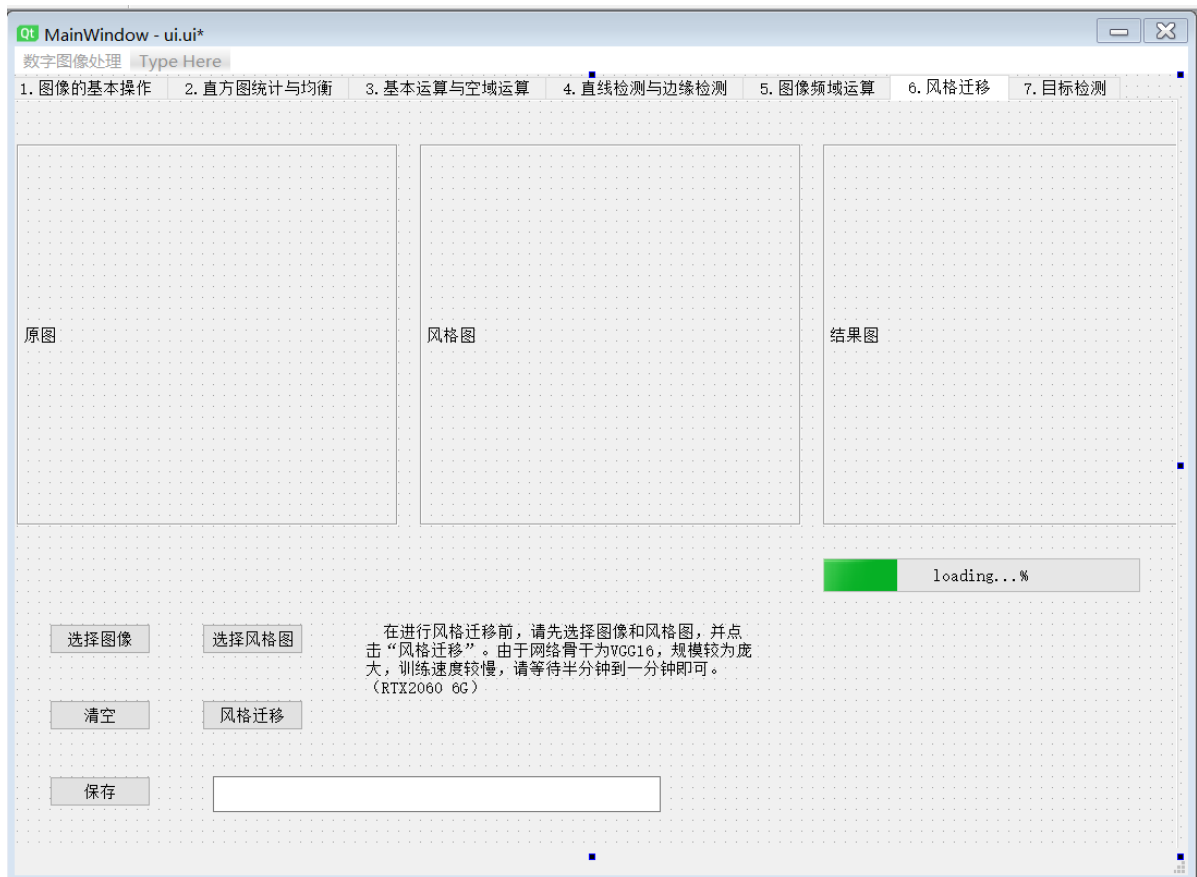 MainWindow - ui.ui*
数字图像处理 Type Here
1.图像的基本操作 2.直方图统计与均衡 3.基本运算与空域运算 4.直线检测与边缘检测 5.图像频域运算 6.风格迁移 7.目标检测
原图 风格图 结果图
loading...%
选择图像 选择风格图
在进行风格迁移前，请先选择图像和风格图，并点
击“风格迁移”。由于网络骨干为VGG16，规模较为庞
大，训练速度较慢，请等待半分钟到一分钟即可。
（RTX2060 6G）
清空 风格迁移
保存